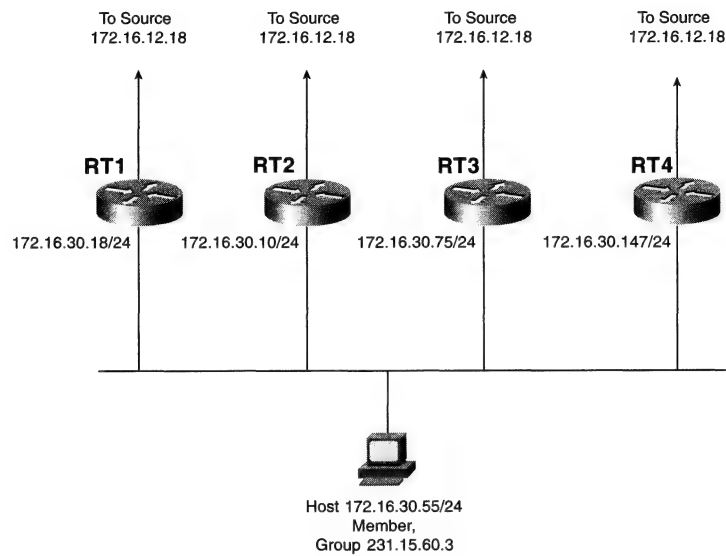 To Source
172.16.12.18
To Source
172.16.12.18
To Source
172.16.12.18
To Source
172.16.12.18
RT1
RT2
RT3
RT4
172.16.30.18/24
172.16.30.10/24
172.16.30.75/24
172.16.30.147/24
Host 172.16.30.55/24
Member,
Group 231.15.60.3